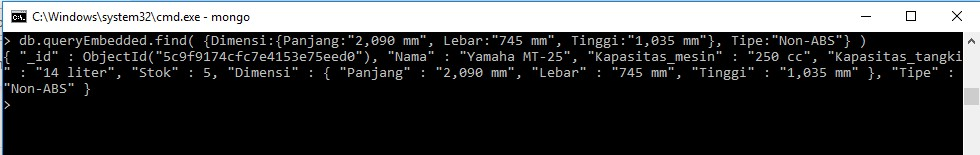 C:\Windows\system32\cmd.exe - mongo
> db.queryEmbedded.find( {Dimensi:{Panjang:"2,090 mm", Lebar:"745 mm", Tinggi:"1,035 mm"}, Tipe:"Non-ABS"} )
{ "_id" : ObjectId("5c9f9174cfc7e4153e75eed0"), "Nama" : "Yamaha MT-25", "Kapasitas_mesin" : "250 cc", "Kapasitas_tangki
" : "14 liter", "Stok" : 5, "Dimensi" : { "Panjang" : "2,090 mm", "Lebar" : "745 mm", "Tinggi" : "1,035 mm" }, "Tipe" :
"Non-ABS" }
>